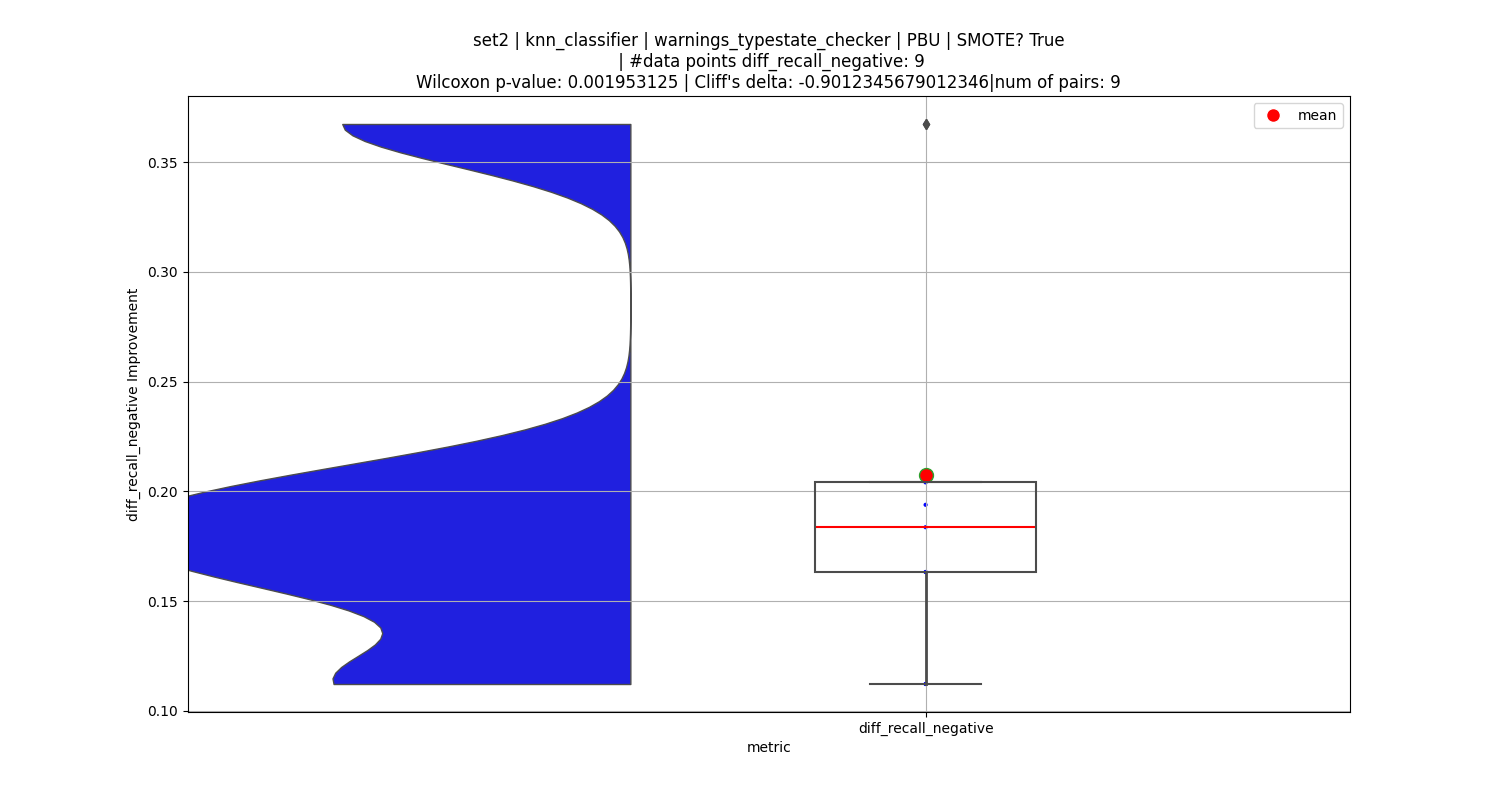 set2 | knn_classifier | warnings_typestate_checker | PBU | SMOTE? True
| #data points diff_recall_negative: 9
Wilcoxon p-value: 0.001953125 | Cliff's delta: -0.9012345679012346|num of pairs: 9
mean
0.35
0.30
0.25
0.20
0.15
0.10
diff_recall_negative Improvement
diff_recall_negative
metric